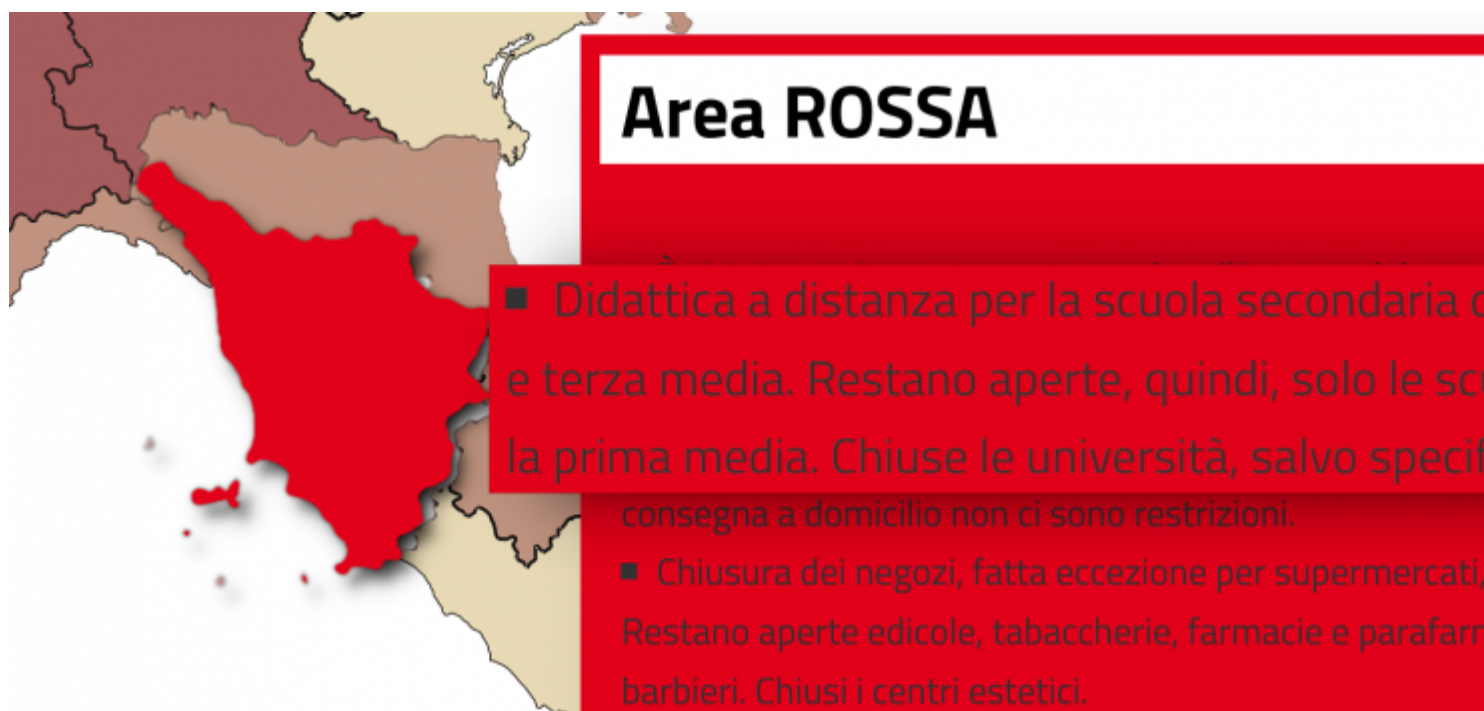 Area ROSSA
■ Didattica a distanza per la scuola secondaria
e terza media. Restano aperte, quindi, solo le
la prima media. Chiuse le università, salvo
consegna a domicilio non ci sono restrizioni.
■ Chiusura dei negozi, fatta eccezione per supermercati,
Restano aperte edicole, tabaccherie, farmacie e
barbieri. Chiusi i centri estetici.